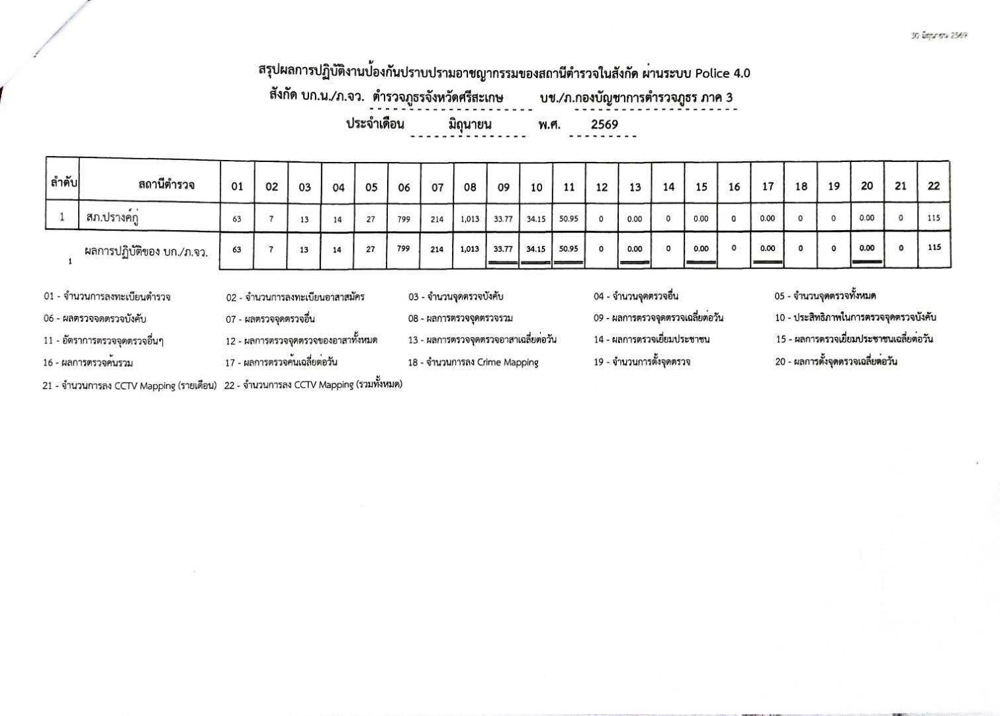 30 มิถุนายน 2569
สรุปผลการปฏิบัติงานป้องกันปราบปรามอาชญากรรมของสถานีตำรวจในสังกัด ผ่านระบบ Police 4.0
สังกัด บก.น./ภ.จว. ตำรวจภูธรจังหวัดศรีสะเกษ บช./ภ.กองบัญชาการตำรวจภูธร ภาค 3
ประจำเดือน มิถุนายน พ.ศ. 2569
ลำดับ สถานีตำรวจ 01 02 03 04 05 06 07 08 09 10 11 12 13 14 15 16 17 18 19 20 21 22
1 สภ.ปรางค์กู่ 63 7 13 14 27 799 214 1,013 33.77 34.15 50.95 0 0.00 0 0.00 0 0.00 0 0 0.00 0 115
ผลการปฏิบัติของ บก./ภ.จว. 63 7 13 14 27 799 214 1,013 33.77 34.15 50.95 0 0.00 0 0.00 0 0.00 0 0 0.00 0 115
1
01 - จำนวนการลงทะเบียนตำรวจ 02 - จำนวนการลงทะเบียนอาสาสมัคร 03 - จำนวนจุดตรวจบังคับ 04 - จำนวนจุดตรวจอื่น 05 - จำนวนจุดตรวจทั้งหมด
06 - ผลตรวจจดตรวจบังคับ 07 - ผลตรวจจุดตรวจอื่น 08 - ผลการตรวจจุดตรวจรวม 09 - ผลการตรวจจุดตรวจเฉลี่ยต่อวัน 10 - ประสิทธิภาพในการตรวจจุดตรวจบังคับ
11 - อัตราการตรวจจุดตรวจอื่นๆ 12 - ผลการตรวจจุดตรวจของอาสาทั้งหมด 13 - ผลการตรวจจุดตรวจอาสาเฉลี่ยต่อวัน 14 - ผลการตรวจเยี่ยมประชาชน 15 - ผลการตรวจเยี่ยมประชาชนเฉลี่ยต่อวัน
16 - ผลการตรวจค้นรวม 17 - ผลการตรวจค้นเฉลี่ยต่อวัน 18 - จำนวนการลง Crime Mapping 19 - จำนวนการตั้งจุดตรวจ 20 - ผลการตั้งจุดตรวจเฉลี่ยต่อวัน
21 - จำนวนการลง CCTV Mapping (รายเดือน) 22 - จำนวนการลง CCTV Mapping (รวมทั้งหมด)